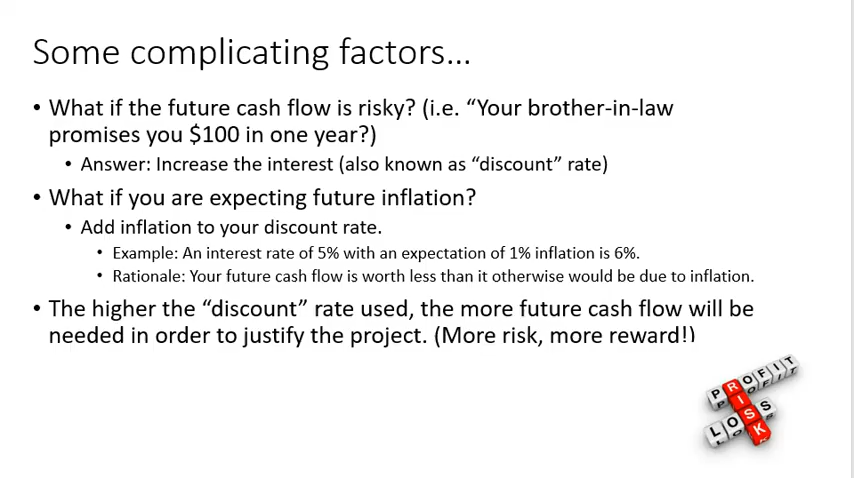 Some complicating factors…
• What if the future cash flow is risky? (i.e. “Your brother-in-law
promises you $100 in one year?)
• Answer: Increase the interest (also known as “discount” rate)
• What if you are expecting future inflation?
• Add inflation to your discount rate.
• Example: An interest rate of 5% with an expectation of 1% inflation is 6%.
• Rationale: Your future cash flow is worth less than it otherwise would be due to inflation.
• The higher the “discount” rate used, the more future cash flow will be
needed in order to justify the project. (More risk, more reward!)
PROFIT
RISK
LOSS